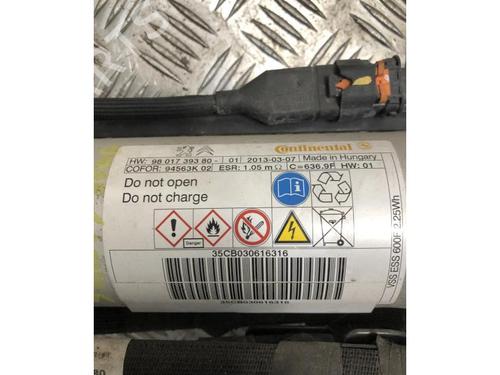 Continental
HW: 98 017 393 80 - 01 2013-03-07 Made in Hungary
COFOR: 94563K 02 ESR: 1.05 mΩ C=636.9F HW: 01
Do not open
Do not charge
Danger
35CB030616316
35CB030616316
VSS ESS 600F 2.25Wh